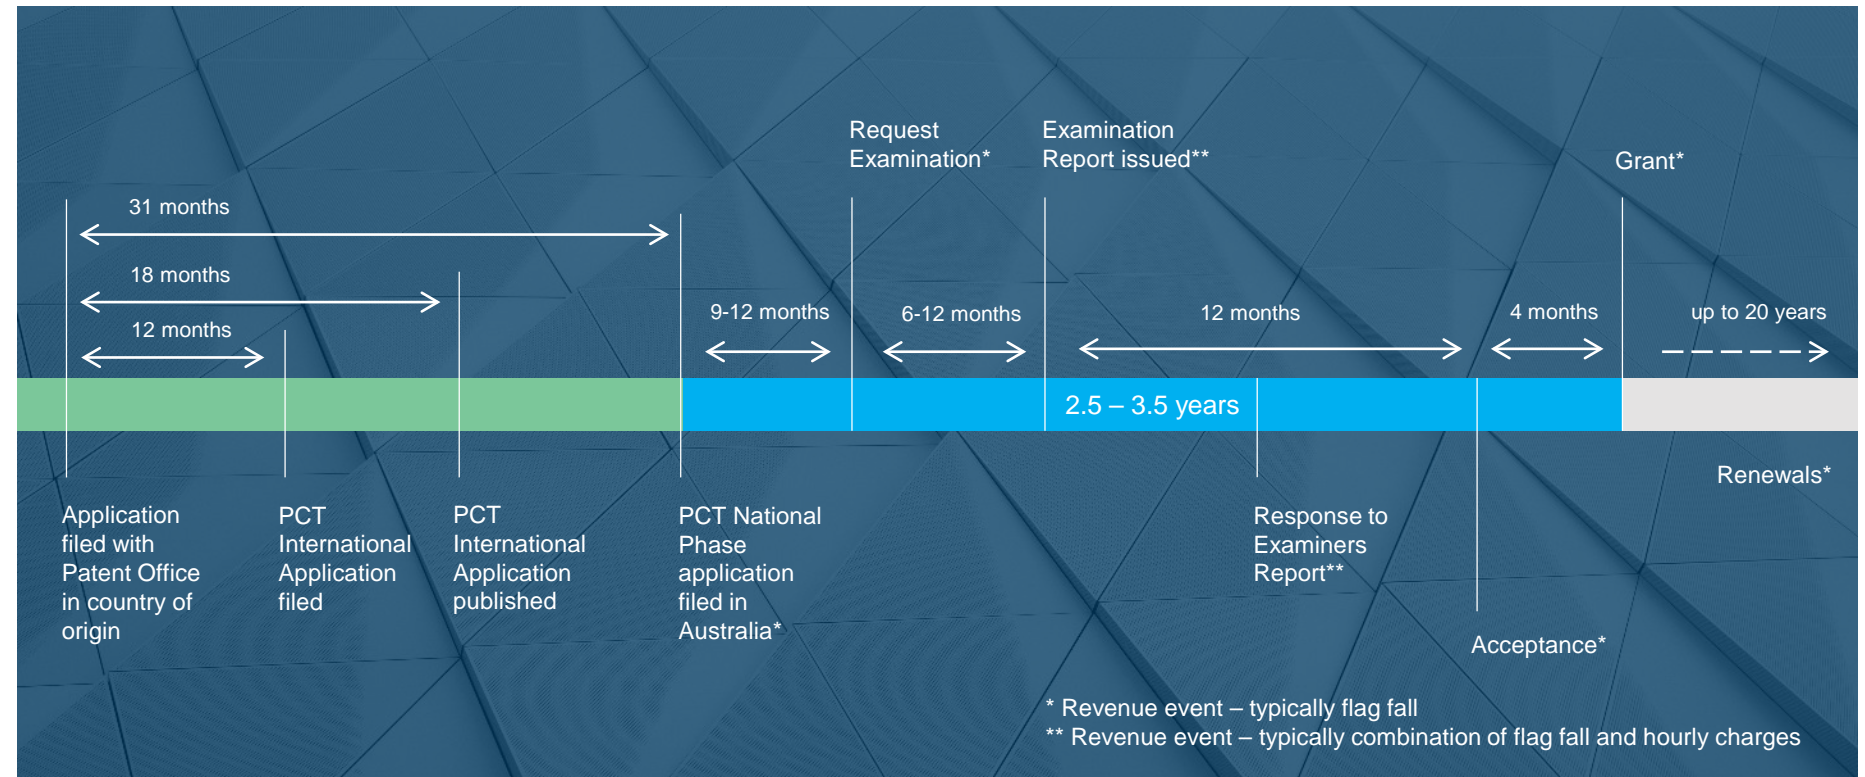 Request
Examination*
Examination
Report issued**
Grant*
31 months
18 months
12 months
9-12 months
6-12 months
12 months
4 months
up to 20 years
2.5 – 3.5 years
Renewals*
Application
filed with
Patent Office
in country of
origin
PCT
International
Application
filed
PCT
International
Application
published
PCT National
Phase
application
filed in
Australia*
Response to
Examiners
Report**
Acceptance*
* Revenue event – typically flag fall
** Revenue event – typically combination of flag fall and hourly charges